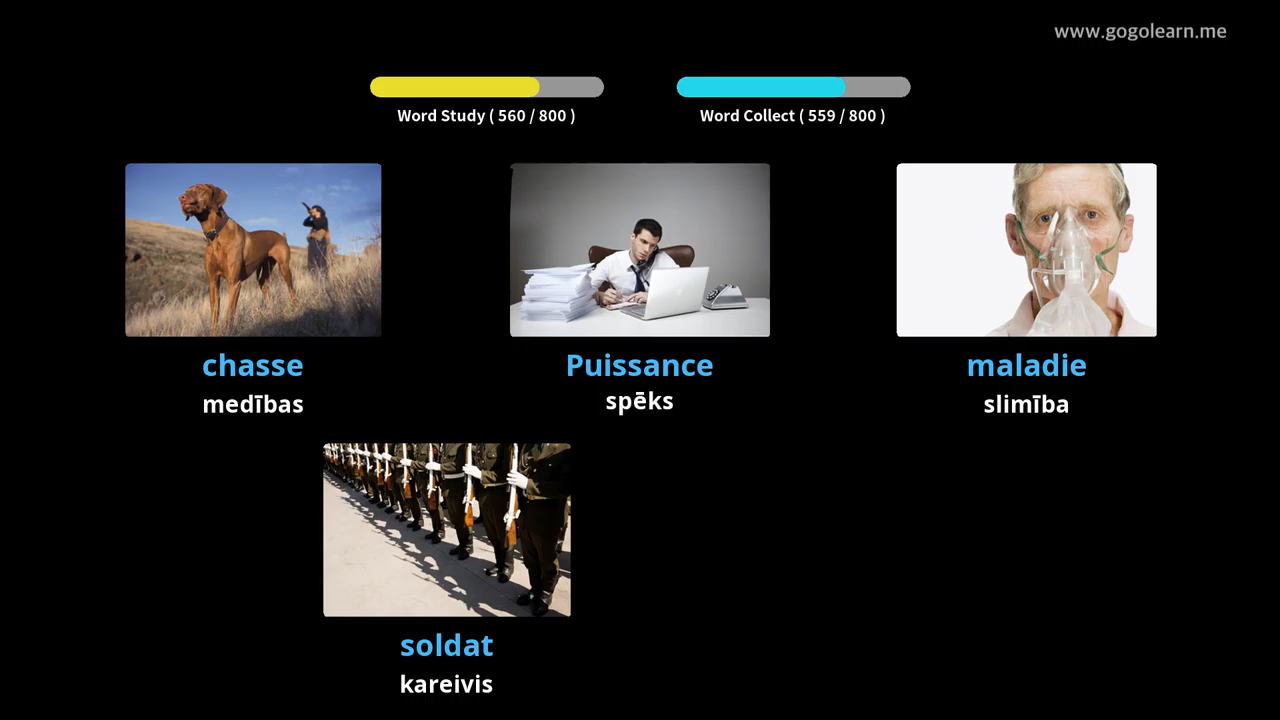 www.gogolearn.me
Word Study ( 560 / 800 )
Word Collect ( 559 / 800 )
chasse
medības
Puissance
spēks
maladie
slimība
soldat
kareivis